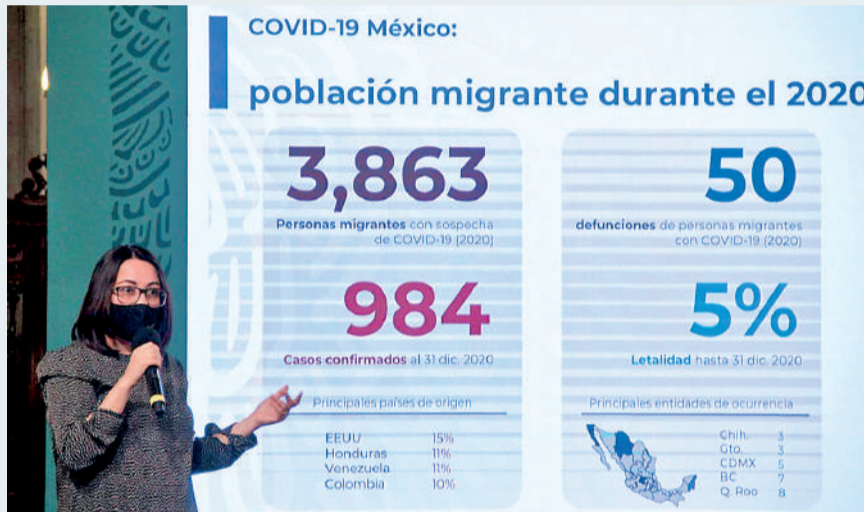 COVID-19 México:
población migrante durante el 2020
3,863
Personas migrantes con sospecha
de COVID-19 (2020)
984
Casos confirmados al 31 dic. 2020
Principales países de origen
EEUU 15%
Honduras 11%
Venezuela 11%
Colombia 10%
50
defunciones de personas migrantes
con COVID-19 (2020)
5%
Letalidad hasta 31 dic. 2020
Principales entidades de ocurrencia
Chih. 3
Gto. 3
CDMX 5
BC 7
Q. Roo 8